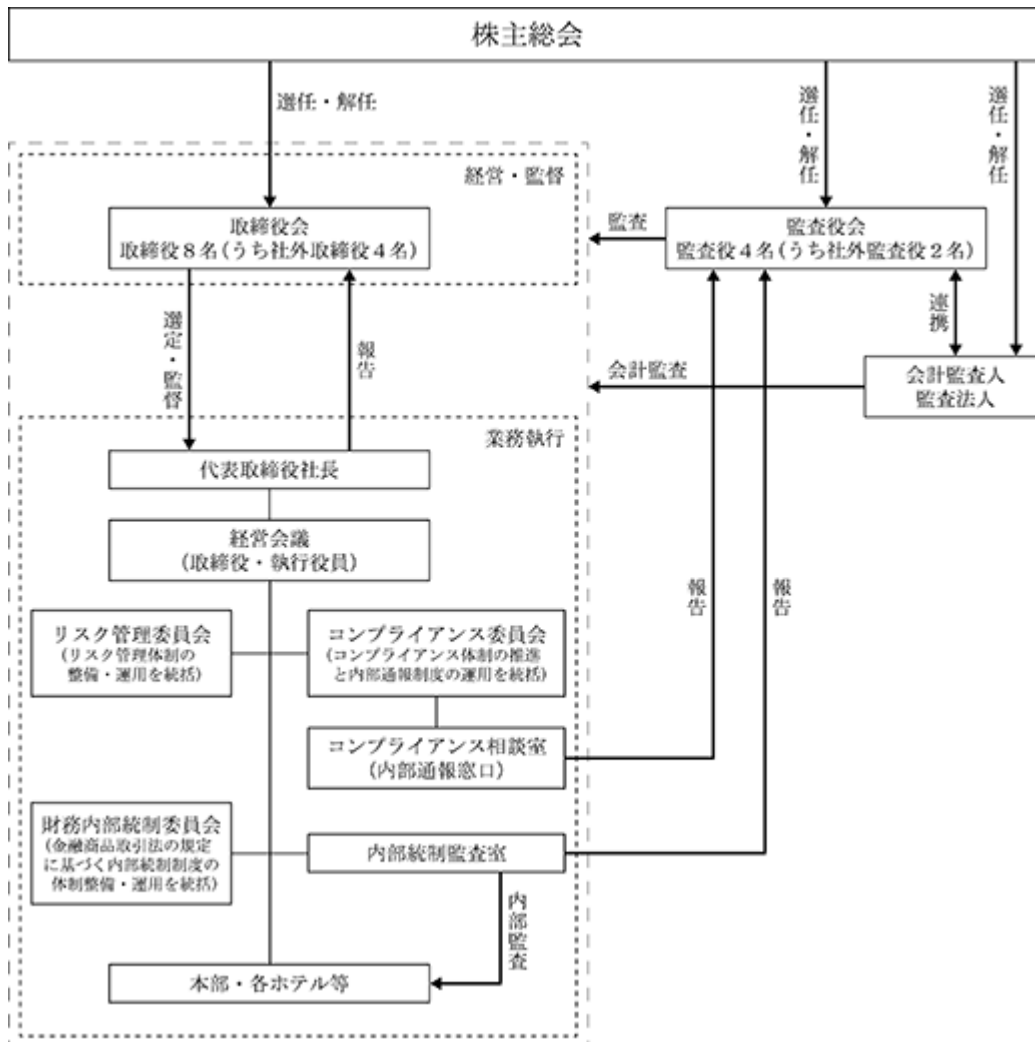 株主総会
選任・解任
選任・解任
選任・解任
経営・監督
取締役会
取締役8名(うち社外取締役4名)
監査
監査役会
監査役4名(うち社外監査役2名)
選定・監督
報告
連携
会計監査
会計監査人
監査法人
業務執行
代表取締役社長
経営会議
(取締役・執行役員)
報告
報告
リスク管理委員会
(リスク管理体制の
整備・運用を統括)
コンプライアンス委員会
(コンプライアンス体制の推進
と内部通報制度の運用を統括)
コンプライアンス相談室
(内部通報窓口)
財務内部統制委員会
(金融商品取引法の規定
に基づく内部統制制度の
体制整備・運用を統括)
内部統制監査室
内部監査
本部・各ホテル等